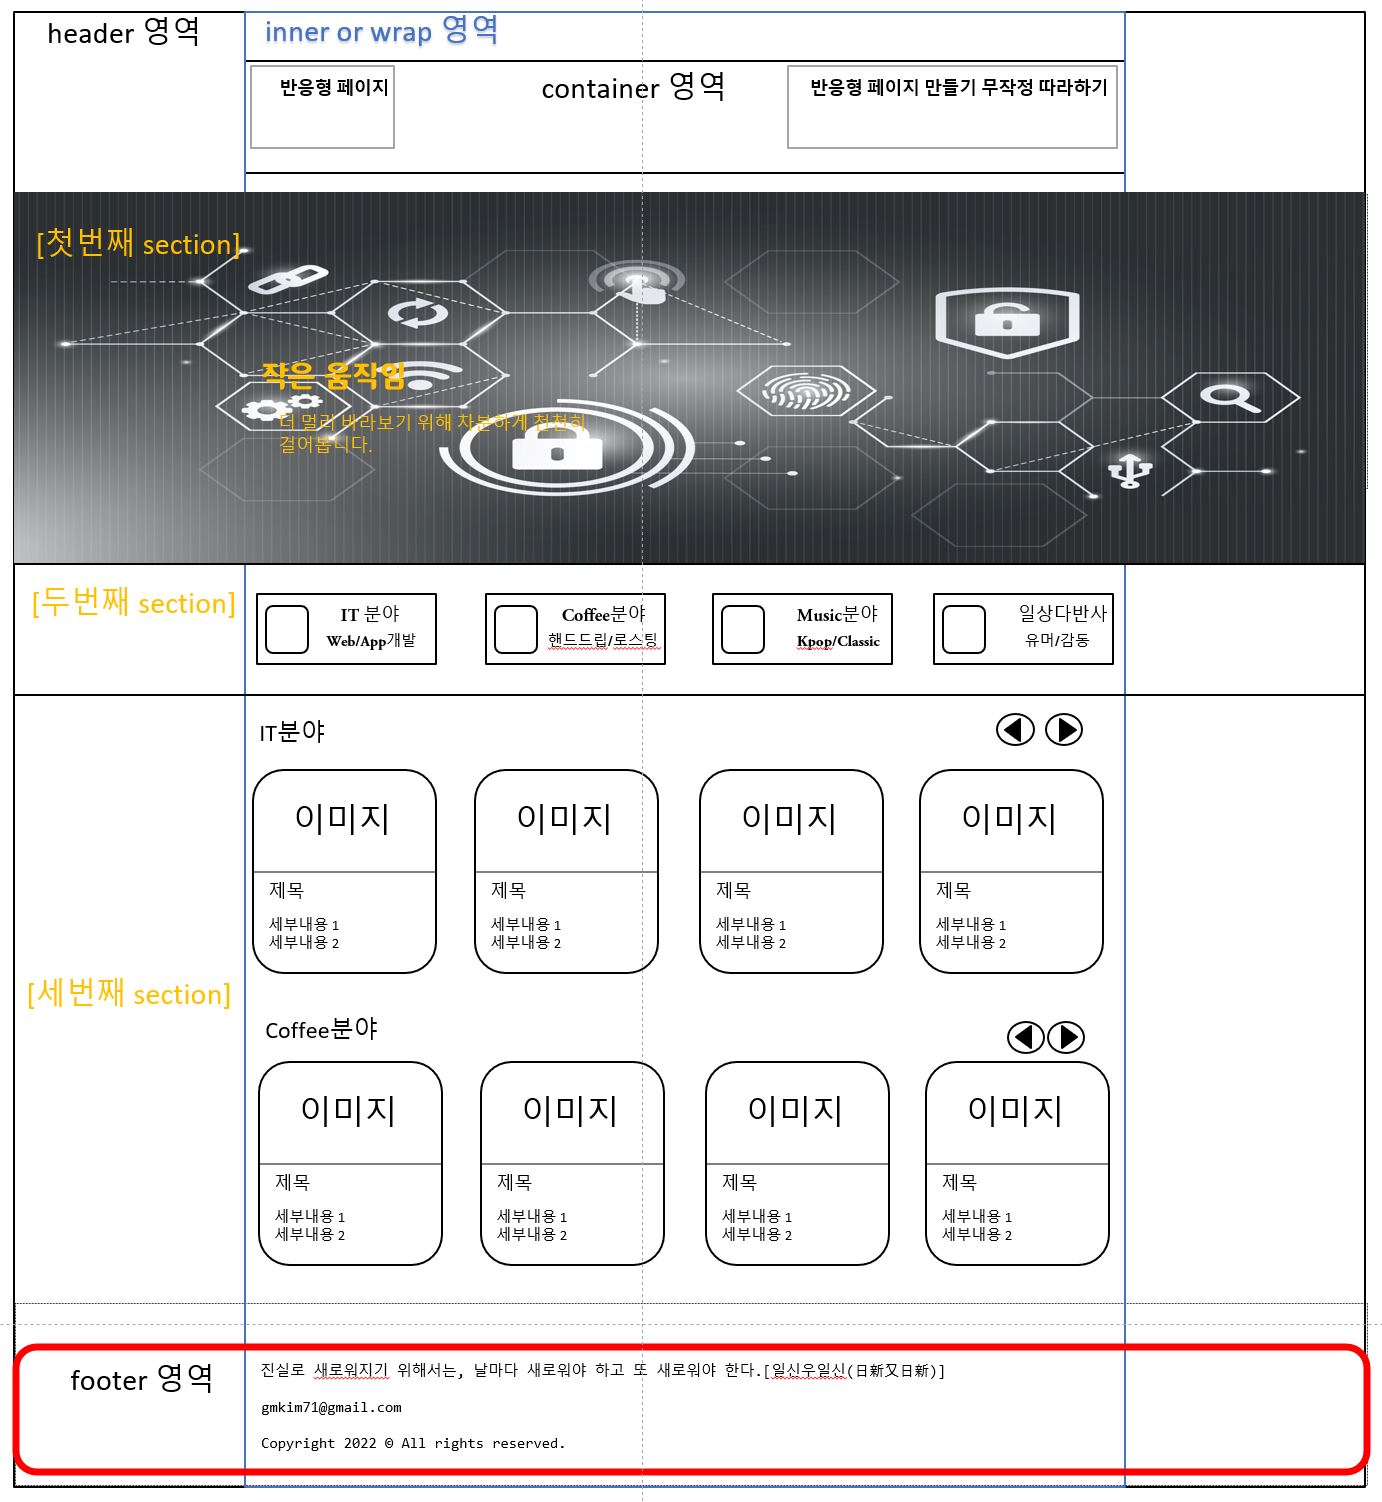 header 영역
inner or wrap 영역
반응형 페이지
container 영역
반응형 페이지 만들기 무작정 따라하기
[첫번째 section]
작은 움직임
더 멀리 바라보기 위해 차분하게 천천히
걸어봅니다.
[두번째 section]
IT 분야
Web/App개발
Coffee분야
핸드드립/로스팅
Music분야
Kpop/Classic
일상다반사
유머/감동
[세번째 section]
IT분야
이미지
제목
세부내용 1
세부내용 2
이미지
제목
세부내용 1
세부내용 2
이미지
제목
세부내용 1
세부내용 2
이미지
제목
세부내용 1
세부내용 2
Coffee분야
이미지
제목
세부내용 1
세부내용 2
이미지
제목
세부내용 1
세부내용 2
이미지
제목
세부내용 1
세부내용 2
이미지
제목
세부내용 1
세부내용 2
footer 영역
진실로 새로워지기 위해서는, 날마다 새로워야 하고 또 새로워야 한다.[일신우일신(日新又日新)]
gmkim71@gmail.com
Copyright 2022 © All rights reserved.